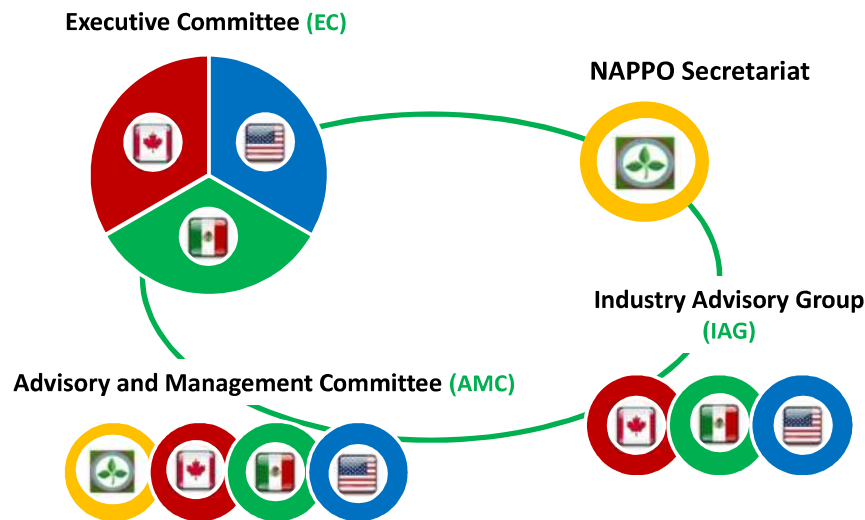 Executive Committee (EC)
NAPPO Secretariat
Industry Advisory Group
(IAG)
Advisory and Management Committee (AMC)